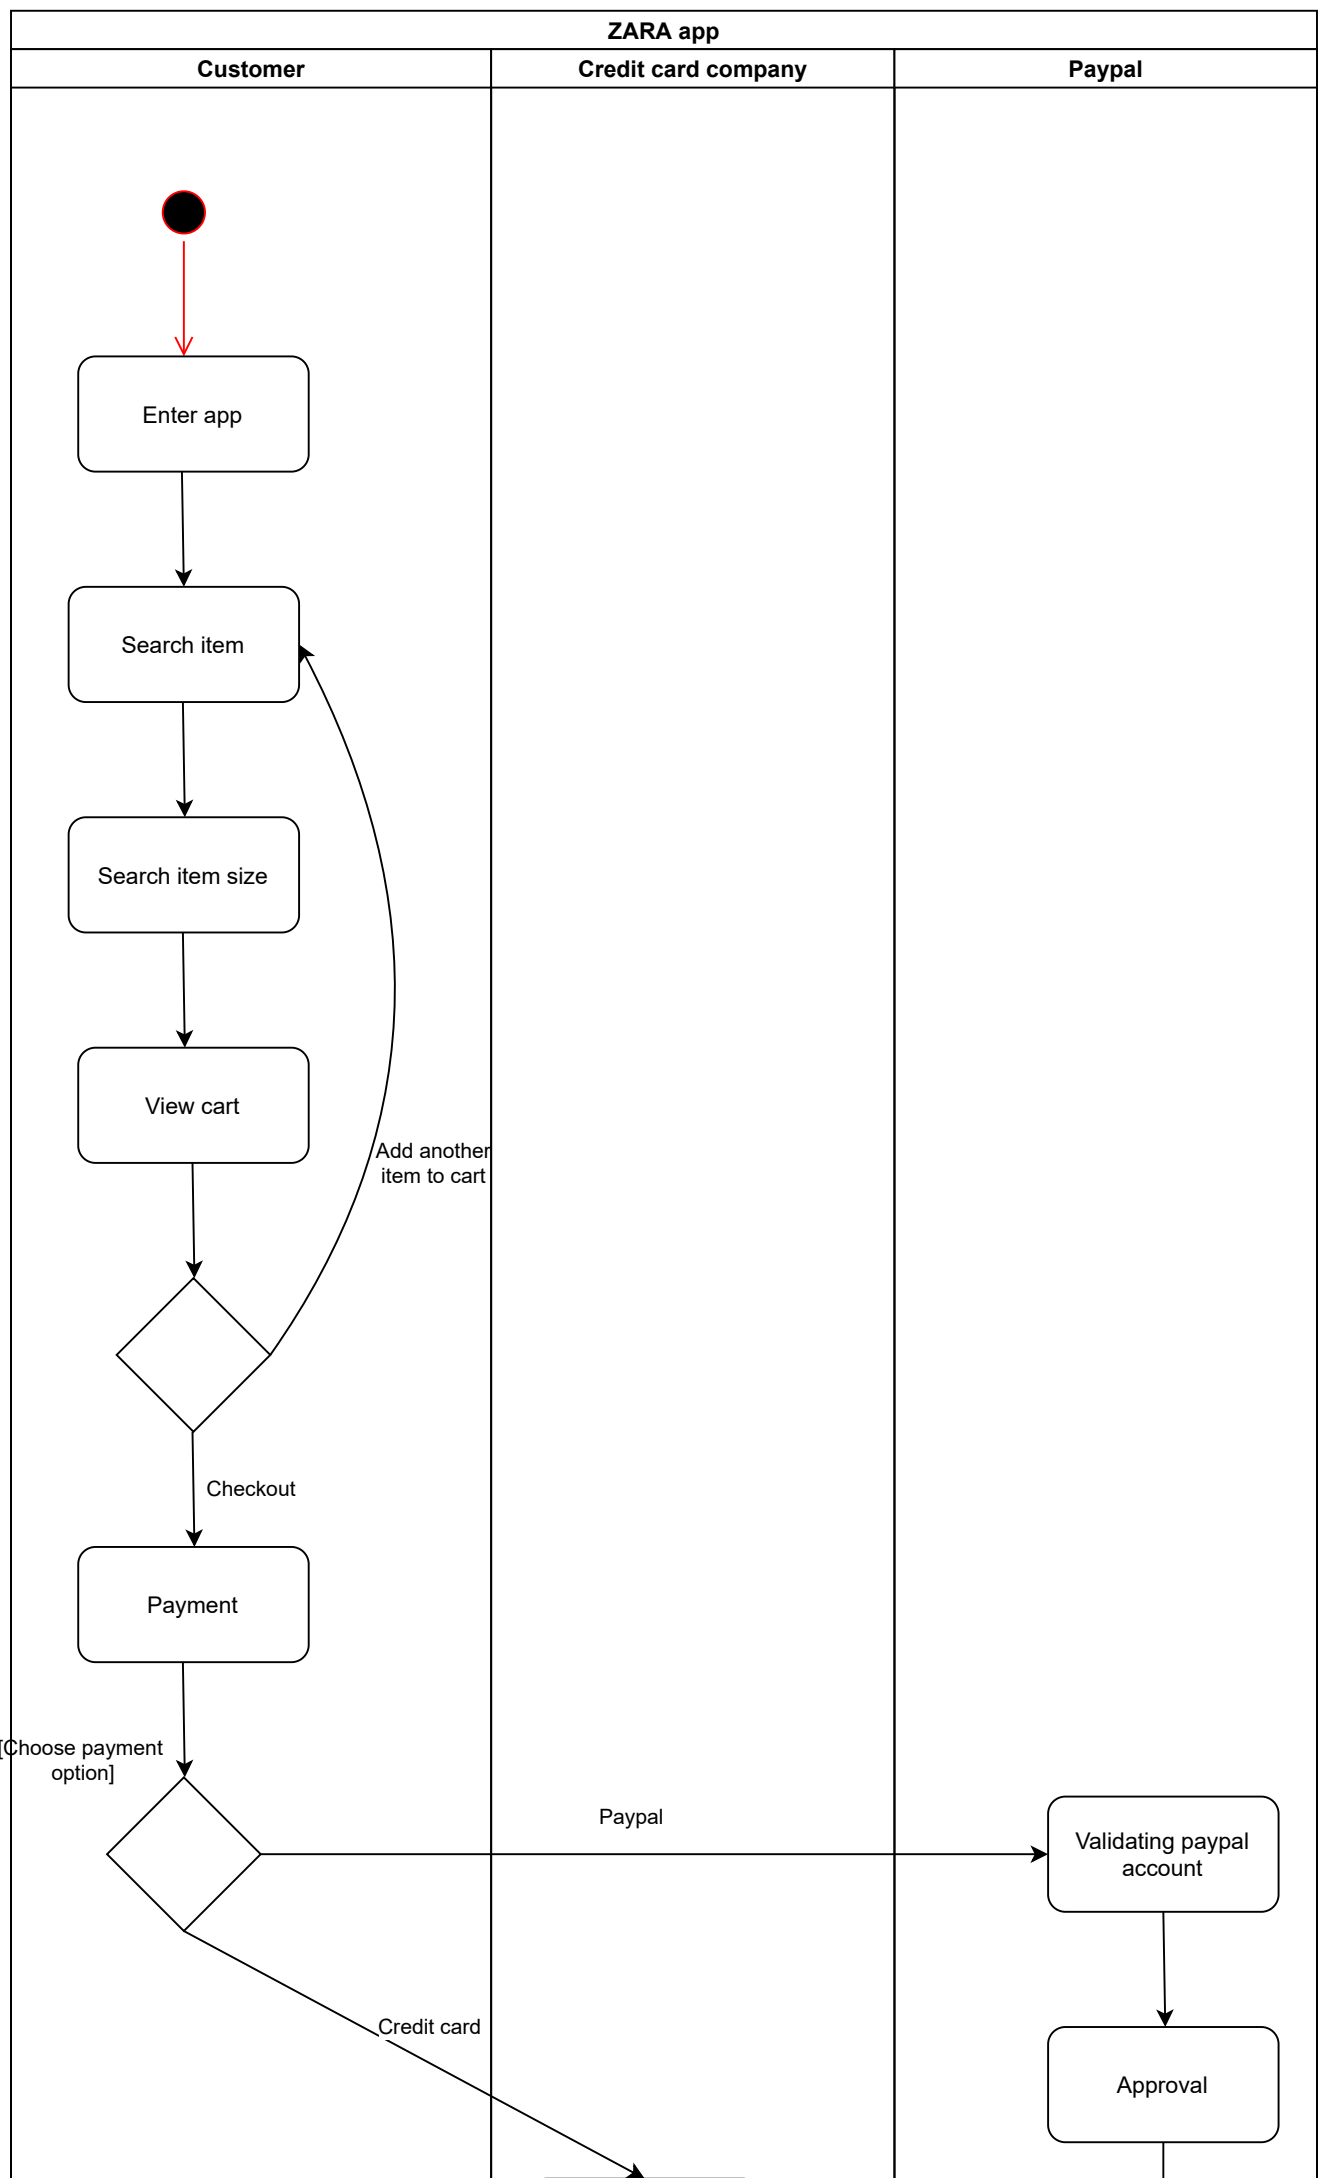 ZARA app
Customer
Credit card company
Paypal
Enter app
Search item
Search item size
View cart
Add another
item to cart
Checkout
Payment
[Choose payment
option]
Paypal
Validating paypal
account
Credit card
Approval